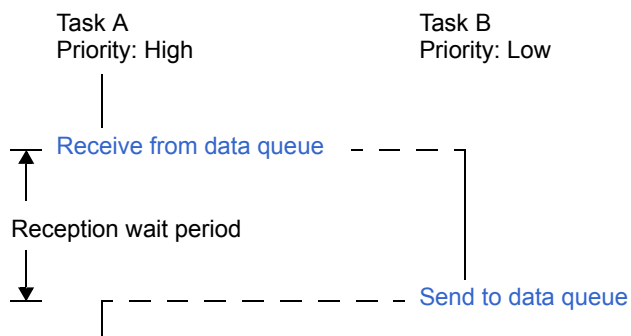 Task A
Priority: High
Task B
Priority: Low
Receive from data queue
Reception wait period
Send to data queue